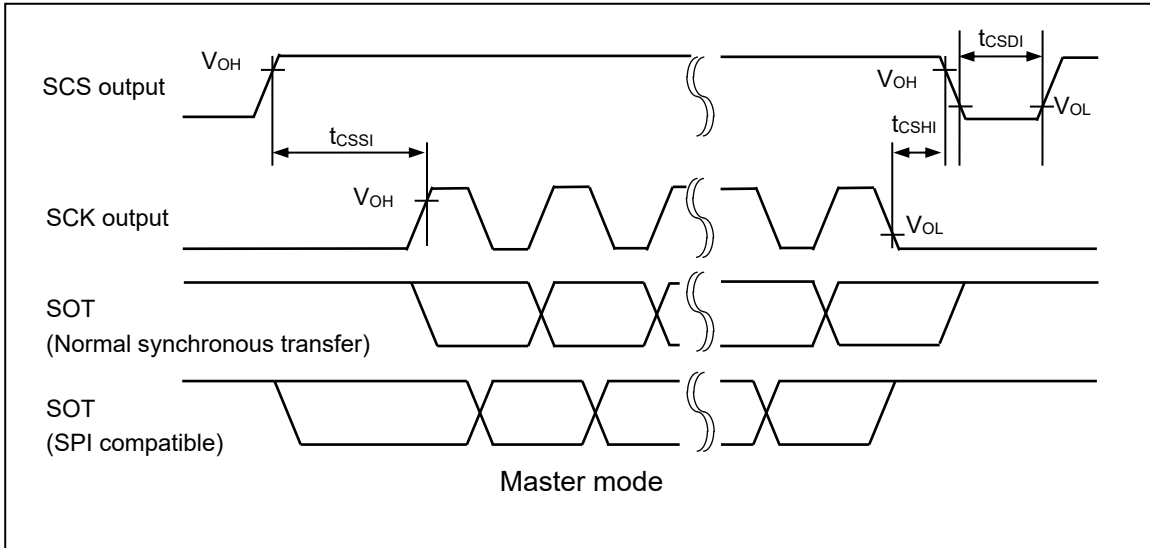 tCSDI
VOH
SCS output
VOH
VOL
tCSHI
tCSSI
VOH
SCK output
VOL
SOT
(Normal synchronous transfer)
SOT
(SPI compatible)
Master mode